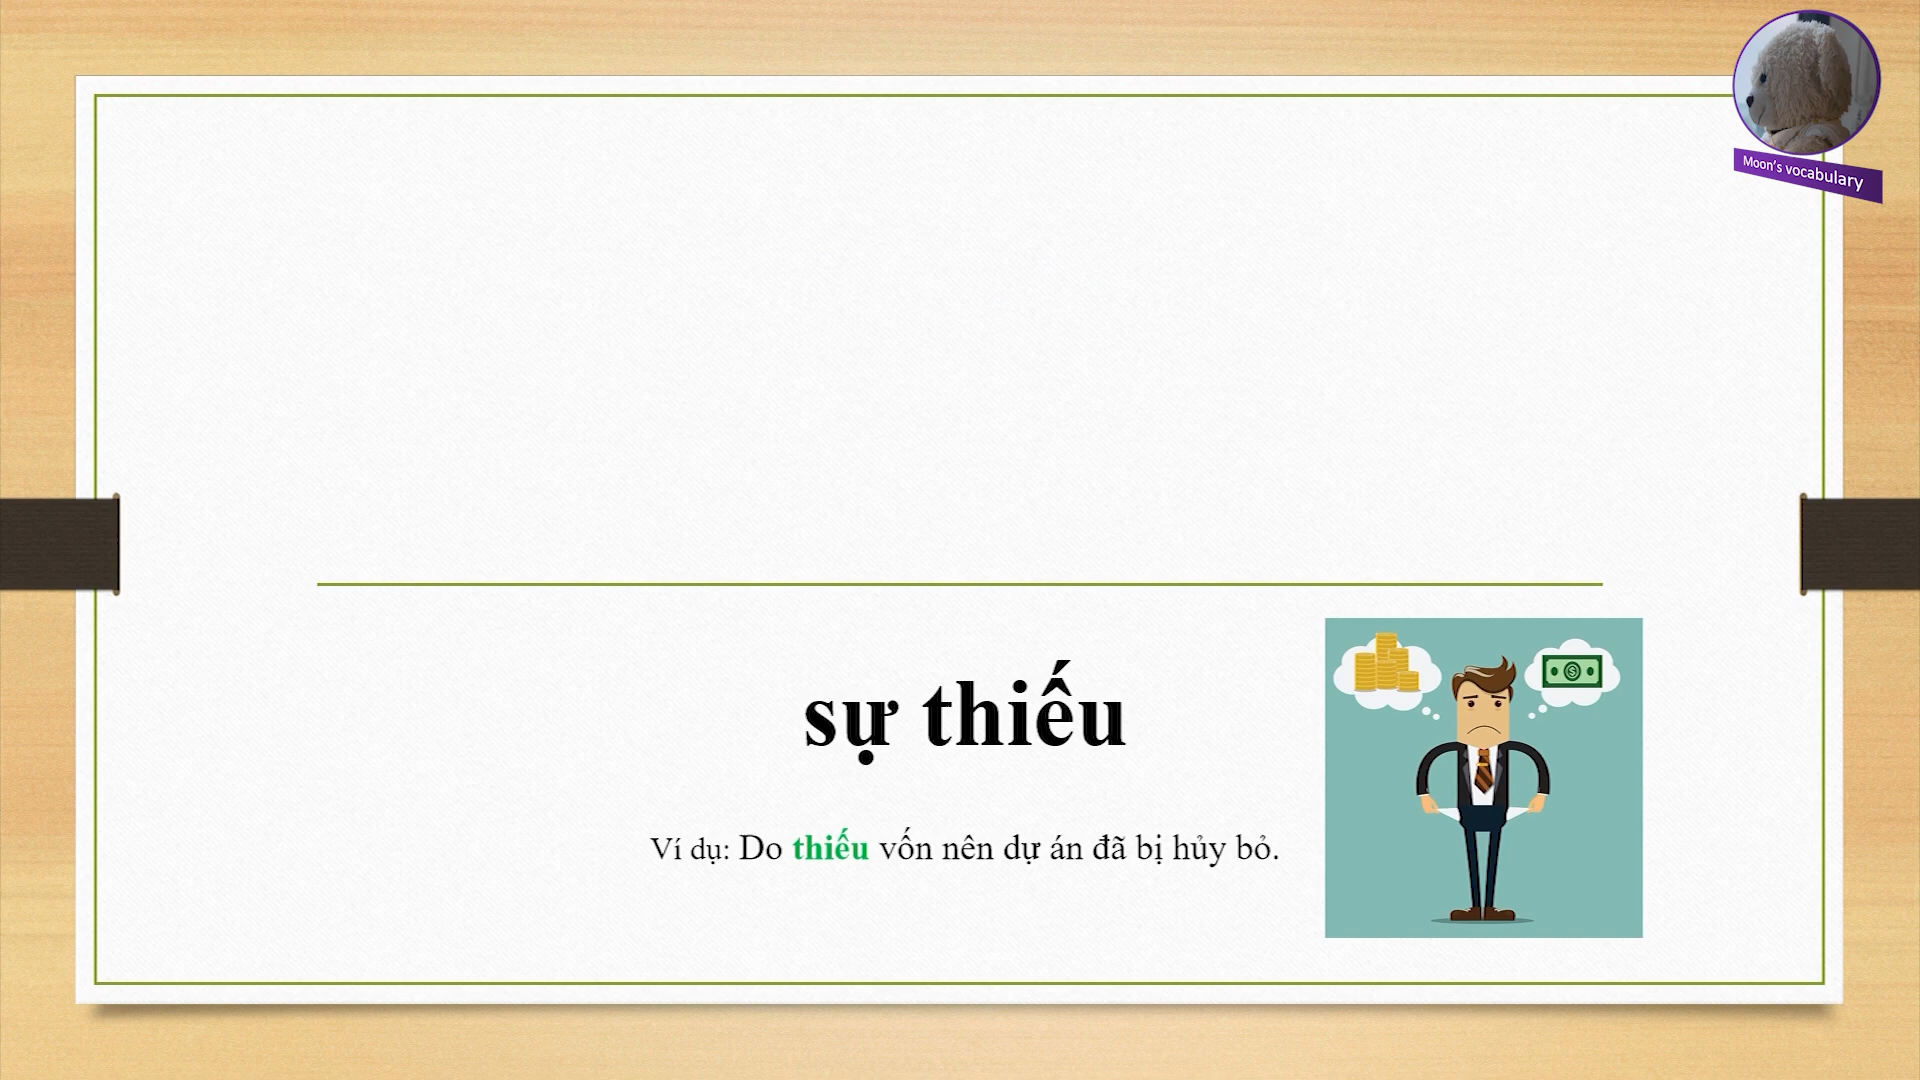 Moon's vocabulary
sự thiếu
Ví dụ: Do thiếu vốn nên dự án đã bị hủy bỏ.